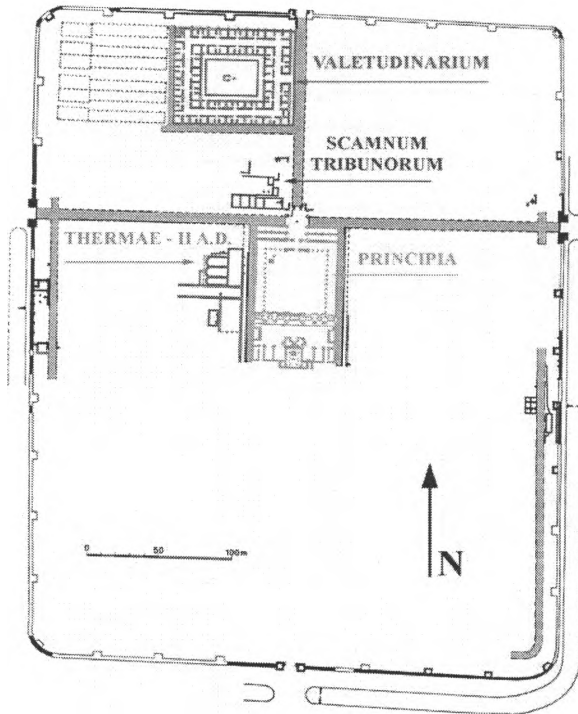 VALETUDINARIUM
SCAMNUM
TRIBUNORUM
THERMAE - II A.D.
PRINCIPIA
0 50 100m
N